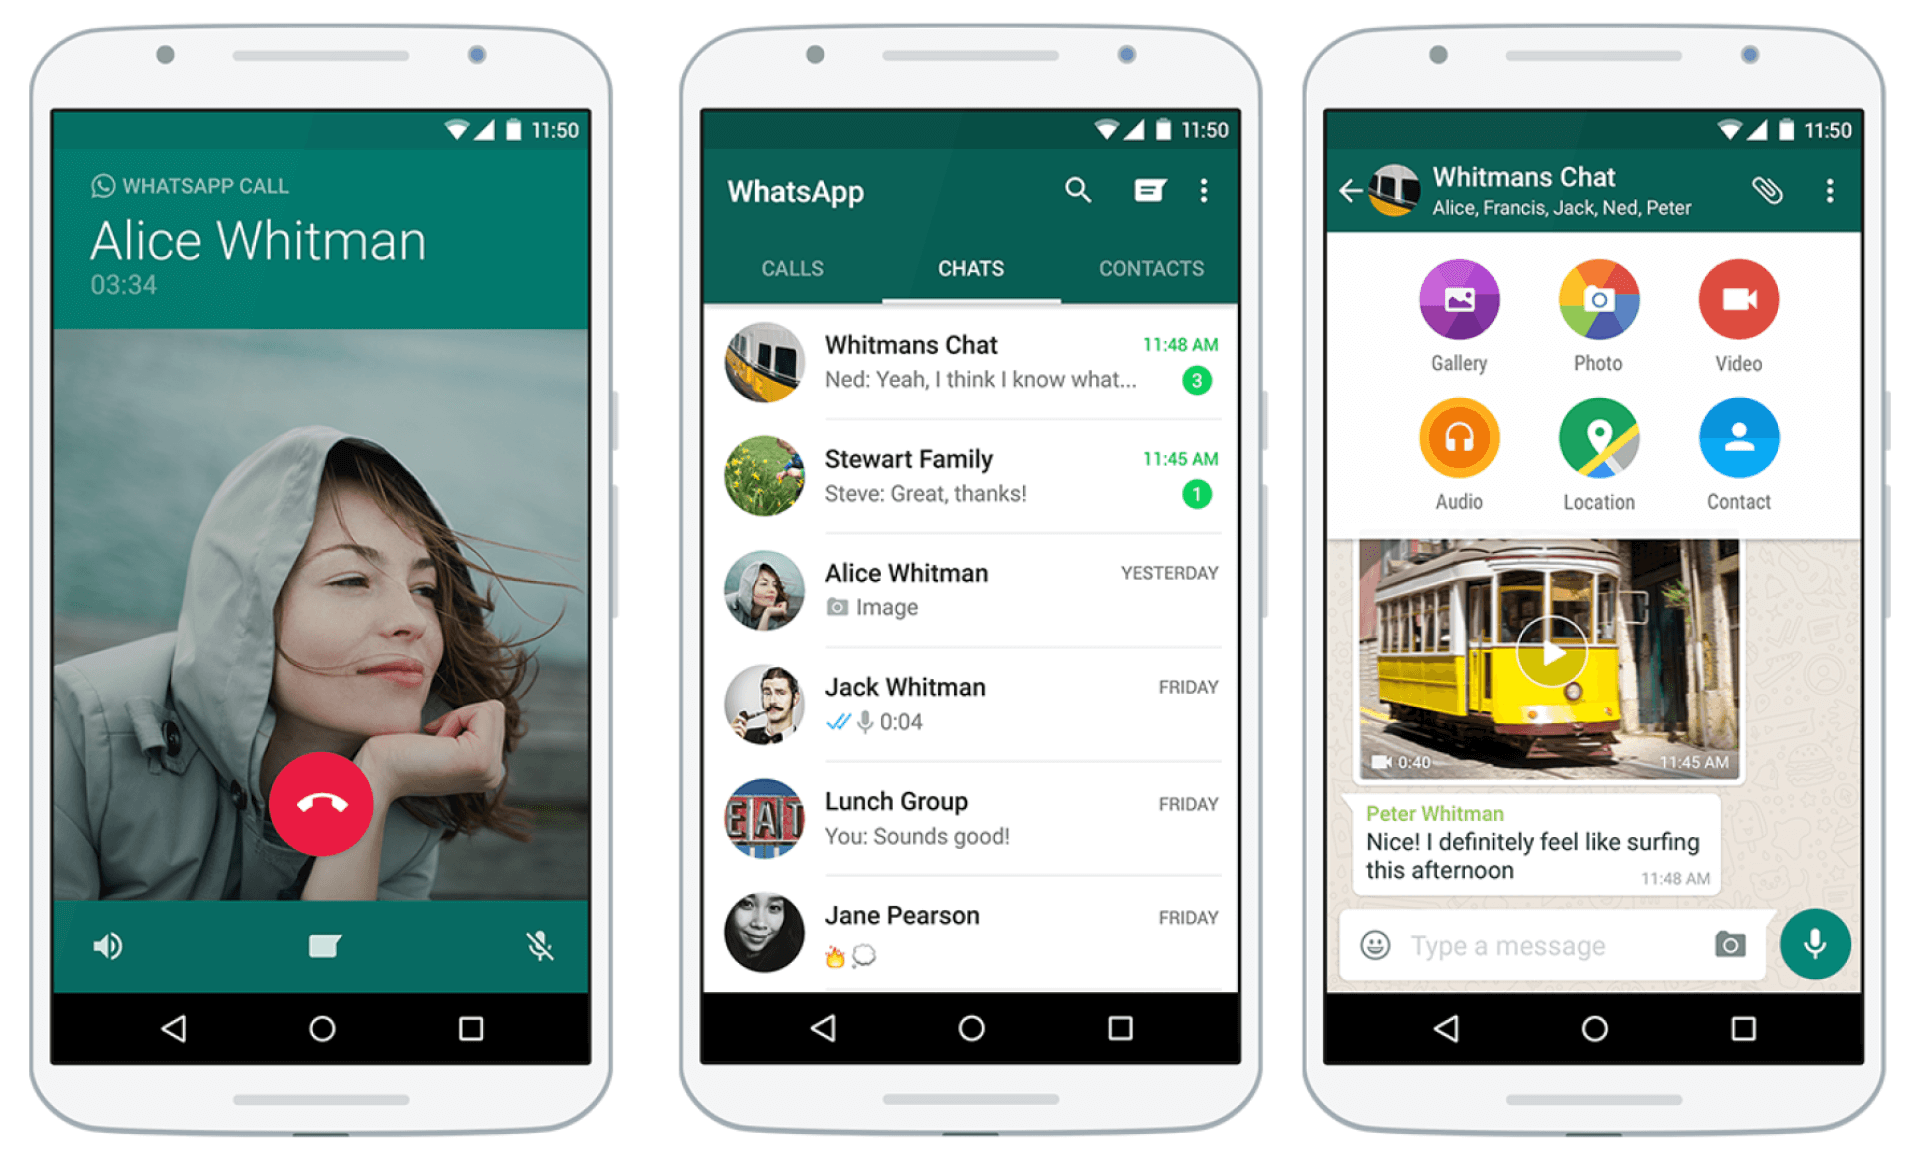 11:50
WHATSAPP CALL
Alice Whitman
03:34
11:50
WhatsApp
CALLS CHATS CONTACTS
Whitmans Chat 11:48 AM
Ned: Yeah, I think I know what... 3
Stewart Family 11:45 AM
Steve: Great, thanks! 1
Alice Whitman YESTERDAY
Image
Jack Whitman FRIDAY
0:04
EAT
Lunch Group FRIDAY
You: Sounds good!
Jane Pearson FRIDAY
🔥💭
11:50
Whitmans Chat
Alice, Francis, Jack, Ned, Peter
Gallery Photo Video
Audio Location Contact
0:40 11:45 AM
Peter Whitman
Nice! I definitely feel like surfing
this afternoon 11:48 AM
Type a message